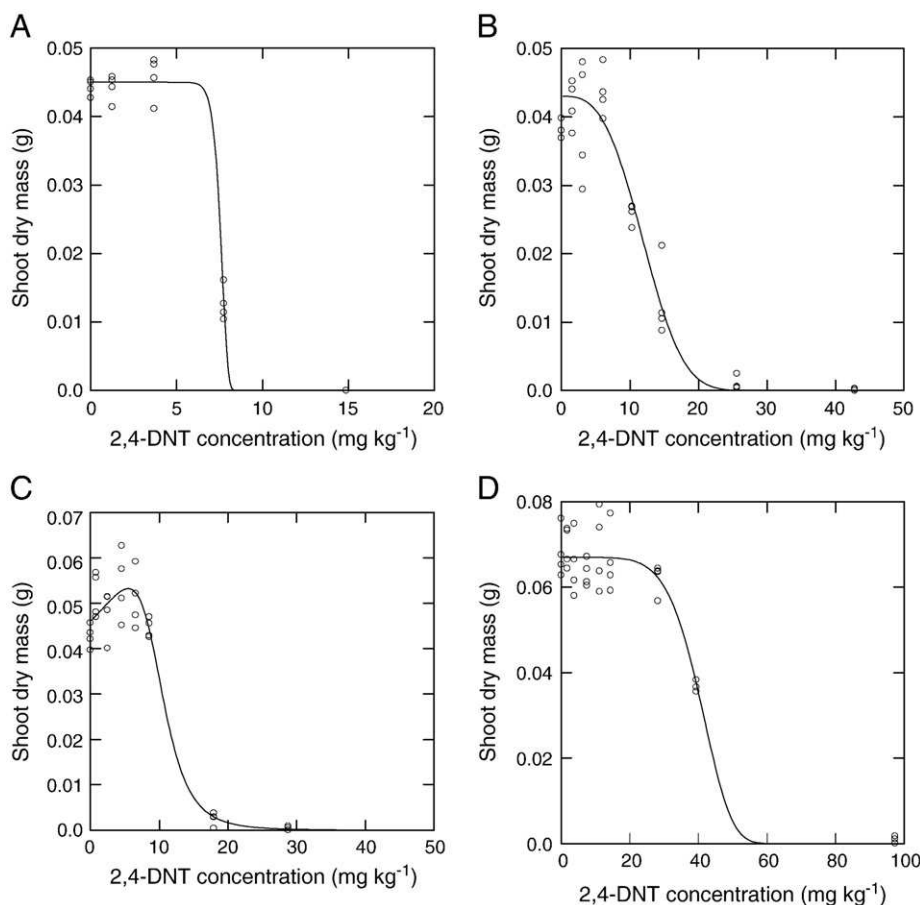 A
0.05
0.04
0.03
0.02
0.01
0.0
0 5 10 15 20
Shoot dry mass (g)
2,4-DNT concentration (mg kg⁻¹)
B
0.05
0.04
0.03
0.02
0.01
0.0
0 10 20 30 40 50
Shoot dry mass (g)
2,4-DNT concentration (mg kg⁻¹)
C
0.07
0.06
0.05
0.04
0.03
0.02
0.01
0.0
0 10 20 30 40 50
Shoot dry mass (g)
2,4-DNT concentration (mg kg⁻¹)
D
0.08
0.06
0.04
0.02
0.0
0 20 40 60 80 100
Shoot dry mass (g)
2,4-DNT concentration (mg kg⁻¹)